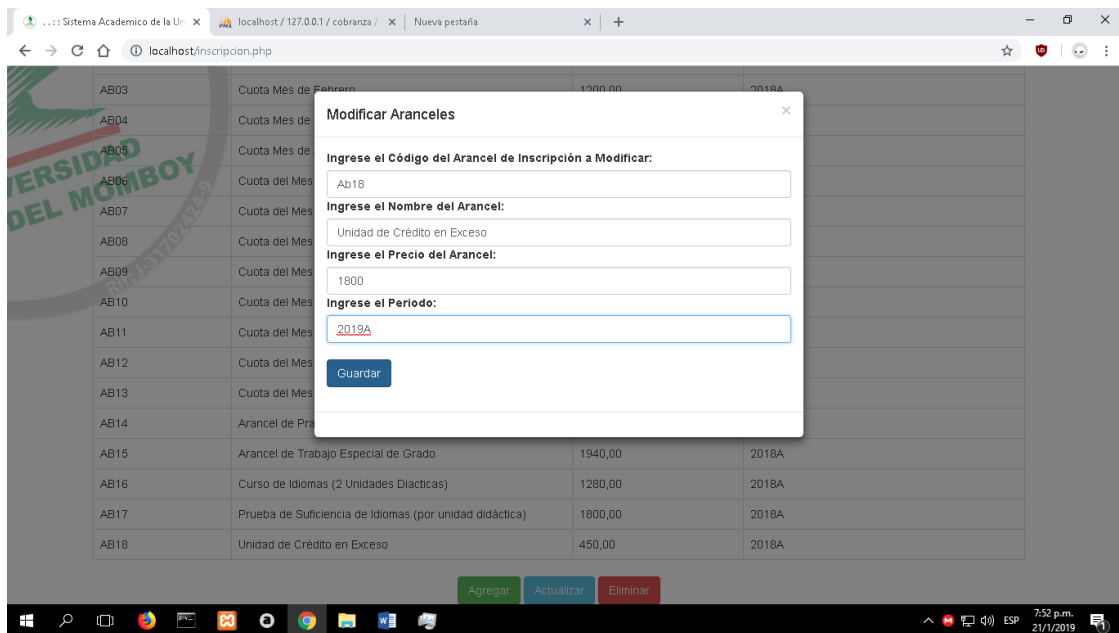 ..:: Sistema Academico de la Un
localhost / 127.0.0.1 / cobranza /
Nueva pestaña
localhost/inscripcion.php
AB03 Cuota Mes de Febrero 1200,00 2018A
AB04 Cuota Mes de
AB05 Cuota Mes de
AB06 Cuota del Mes
AB07 Cuota del Mes
AB08 Cuota del Mes
AB09 Cuota del Mes
AB10 Cuota del Mes
AB11 Cuota del Mes
AB12 Cuota del Mes
AB13 Cuota del Mes
AB14 Arancel de Pra
AB15 Arancel de Trabajo Especial de Grado 1940,00 2018A
AB16 Curso de Idiomas (2 Unidades Diacticas) 1280,00 2018A
AB17 Prueba de Suficiencia de Idiomas (por unidad didáctica) 1800,00 2018A
AB18 Unidad de Crédito en Exceso 450,00 2018A
VERSIDAD
DEL MOMBOY
Rif.J-31702424-9
Modificar Aranceles ×
Ingrese el Código del Arancel de Inscripción a Modificar:
Ab18
Ingrese el Nombre del Arancel:
Unidad de Crédito en Exceso
Ingrese el Precio del Arancel:
1800
Ingrese el Periodo:
2019A
Guardar
Agregar Actualizar Eliminar
ESP
7:52 p.m.
21/1/2019